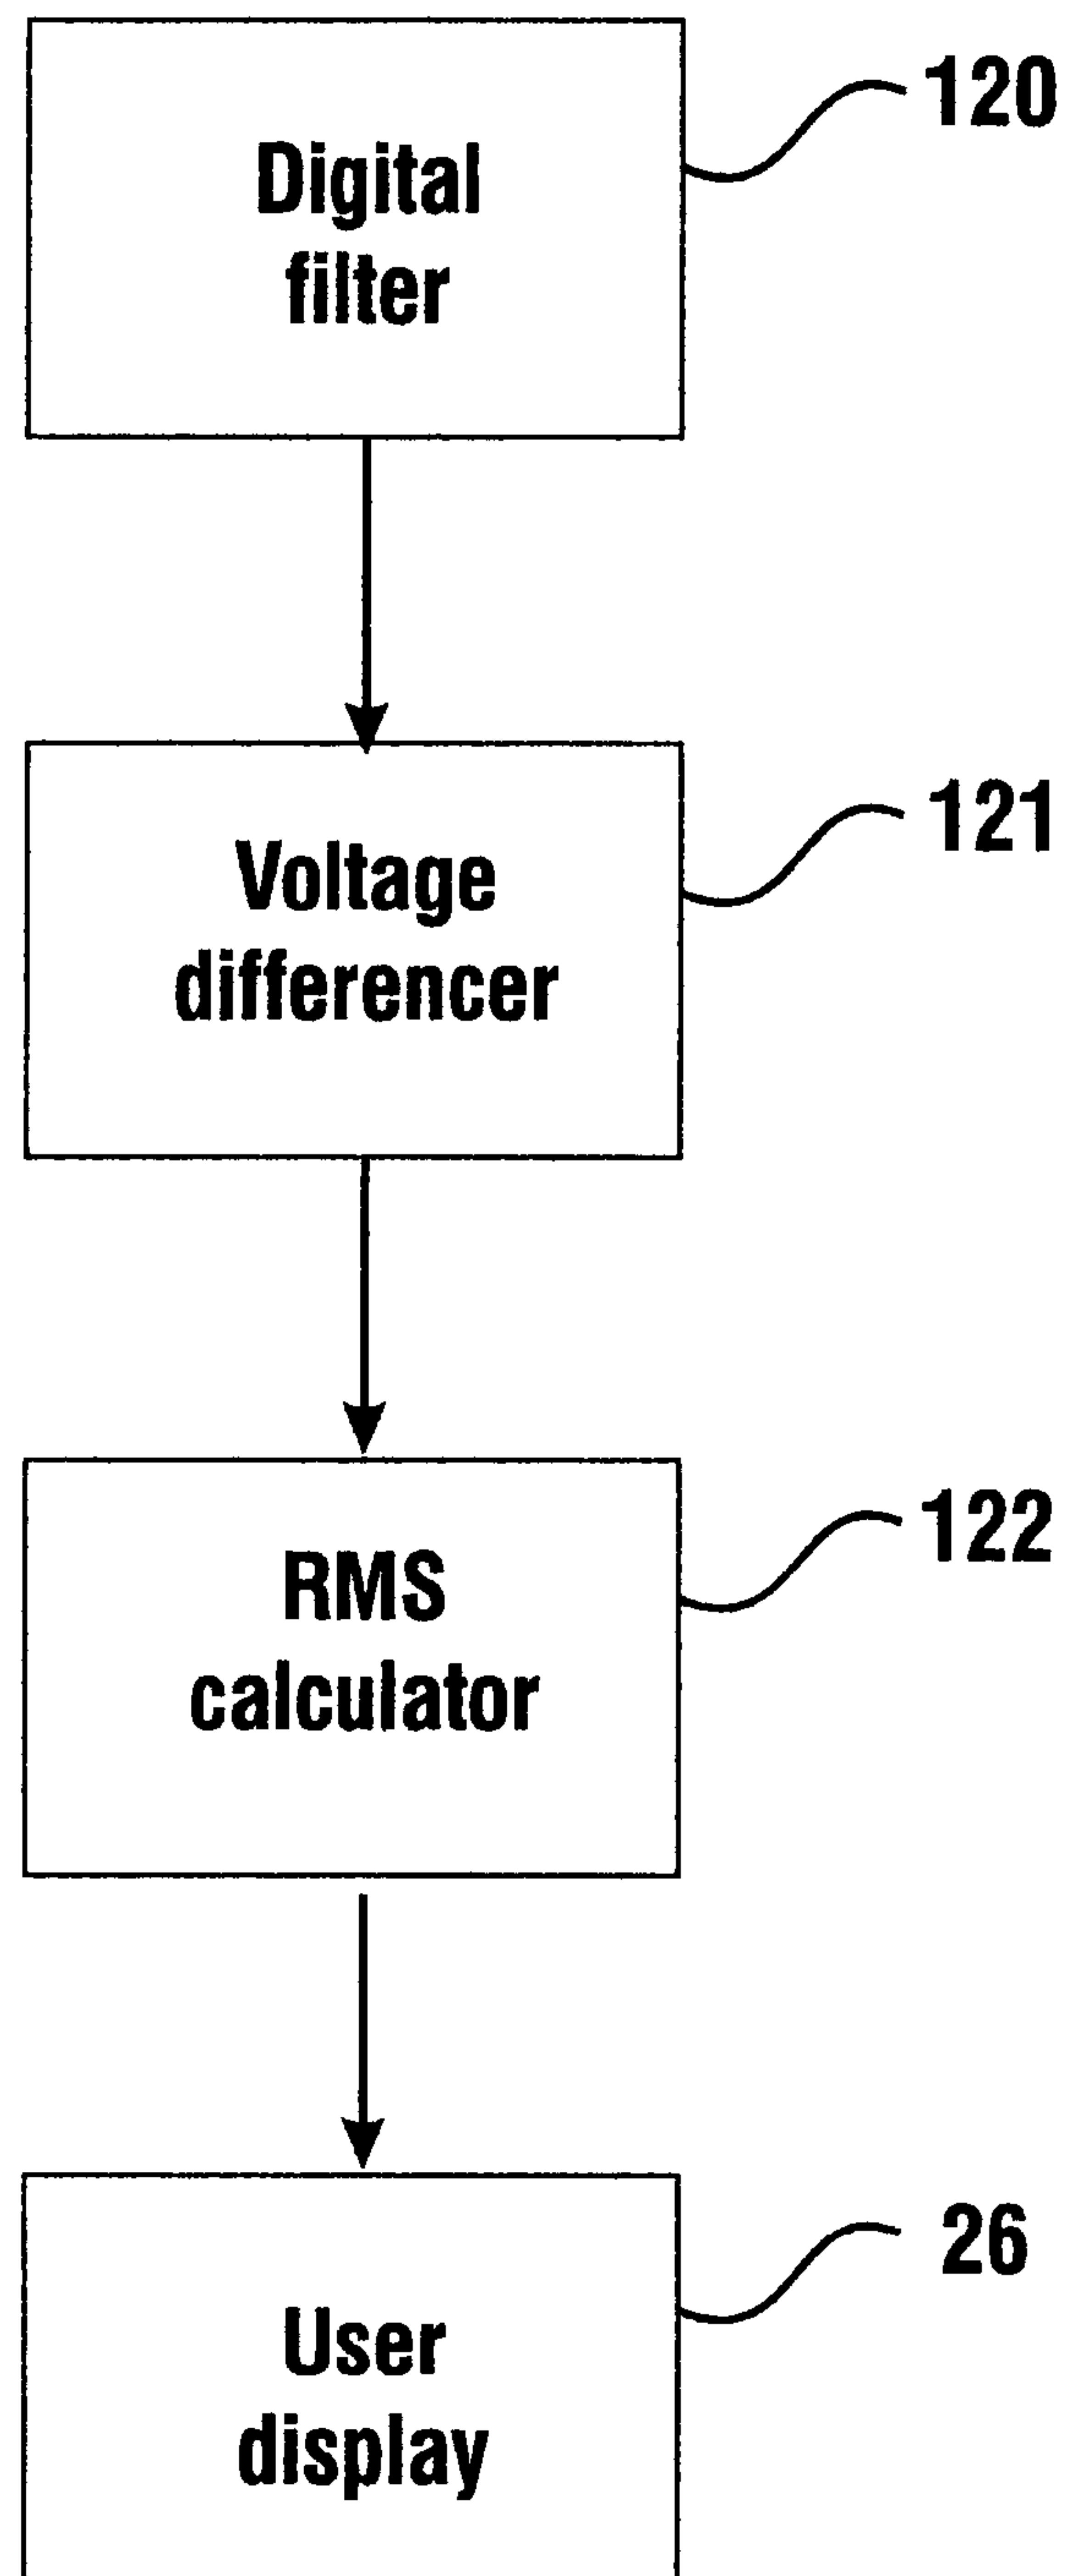 120
Digital
filter
121
Voltage
differencer
122
RMS
calculator
26
User
display